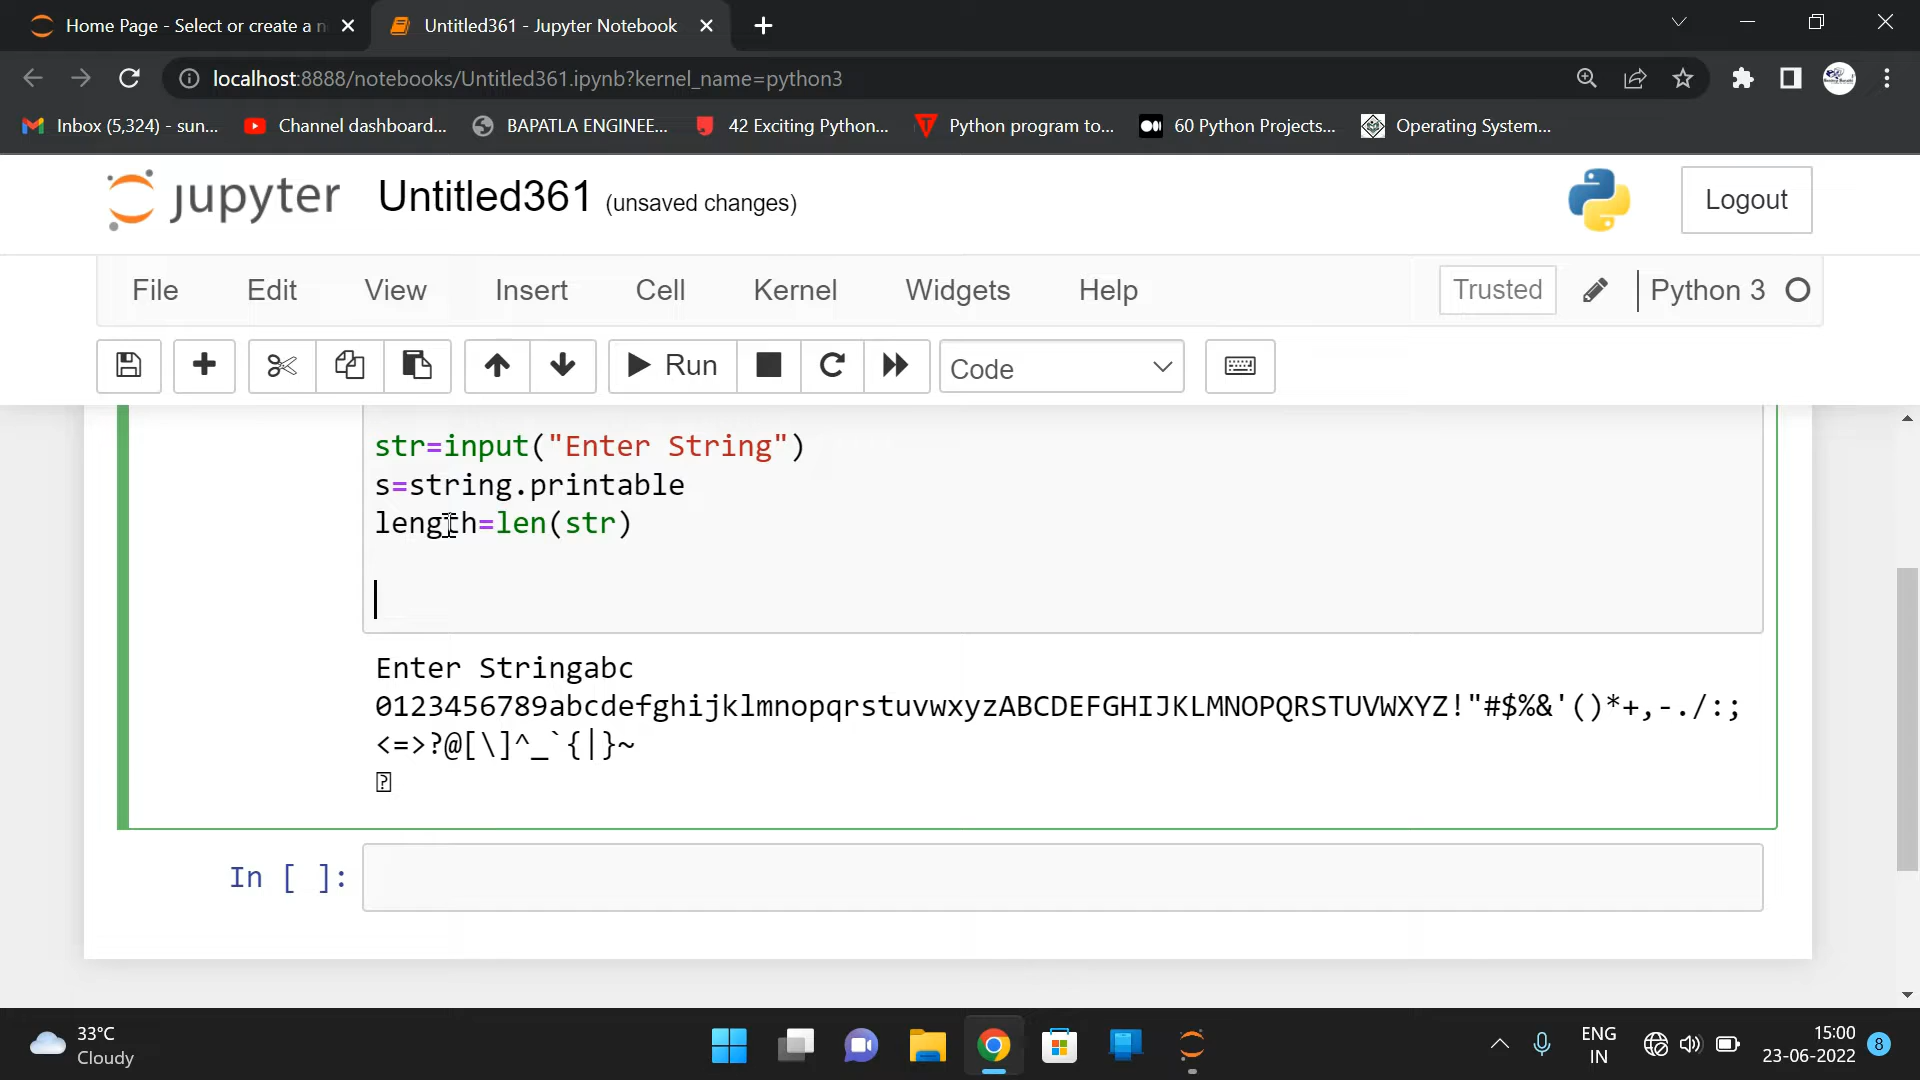 Home Page - Select or create a n
Untitled361 - Jupyter Notebook
localhost:8888/notebooks/Untitled361.ipynb?kernel_name=python3
Inbox (5,324) - sun...
Channel dashboard...
BAPATLA ENGINEE...
42 Exciting Python...
Python program to...
60 Python Projects...
Operating System...
jupyter Untitled361 (unsaved changes)
Logout
File Edit View Insert Cell Kernel Widgets Help
Trusted
Python 3
Run
Code
str=input("Enter String")
s=string.printable
length=len(str)
Enter Stringabc
0123456789abcdefghijklmnopqrstuvwxyzABCDEFGHIJKLMNOPQRSTUVWXYZ!"#$%&'()*+,-./:;
<=>?@[\]^_`{|}~
In [ ]:
33°C
Cloudy
ENG
IN
15:00
23-06-2022
8